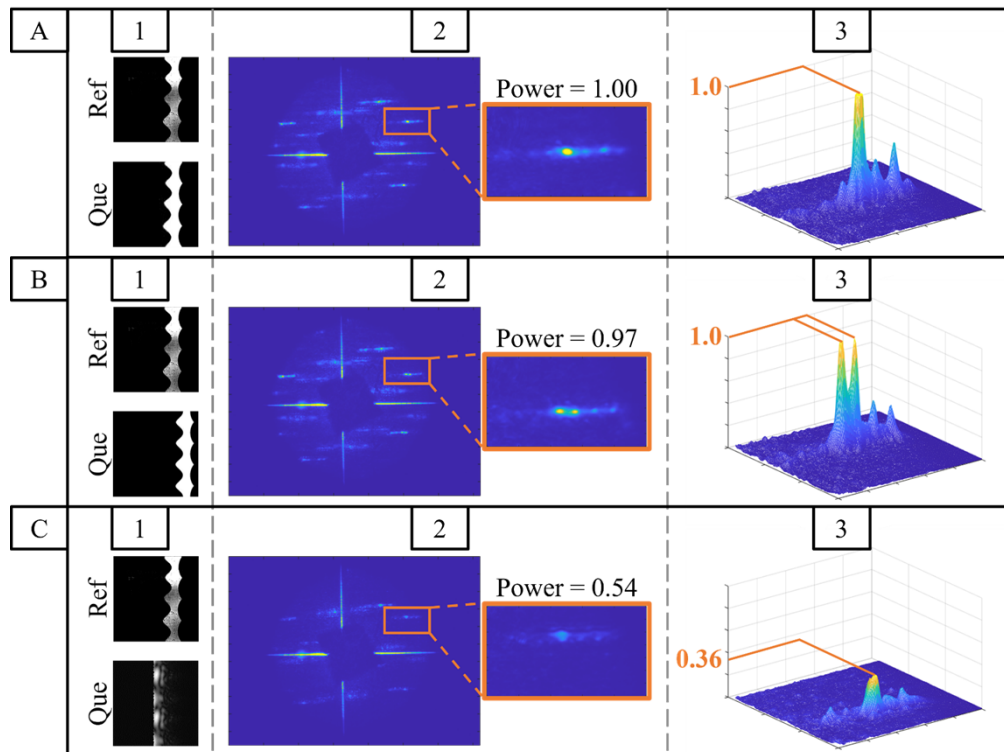 A
1
2
3
Ref
Que
Power = 1.00
1.0
B
1
2
3
Ref
Que
Power = 0.97
1.0
C
1
2
3
Ref
Que
Power = 0.54
0.36